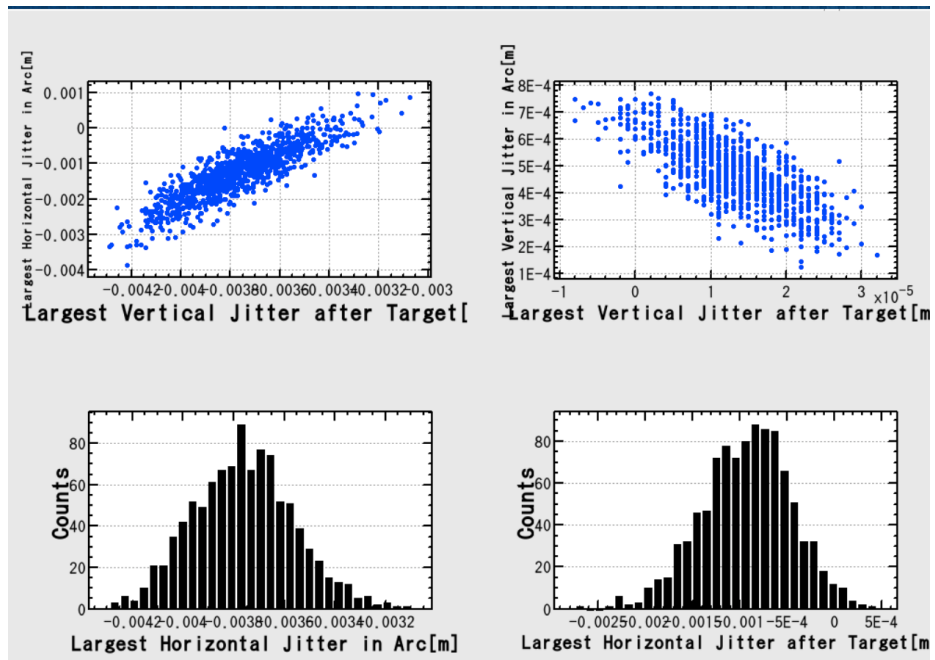 Largest Horizontal Jitter in Arc[m]
0.001
0
-0.001
-0.002
-0.003
-0.004
-0.0042 -0.004 -0.0038 -0.0036 -0.0034 -0.0032 -0.003
Largest Vertical Jitter after Target[
Largest Vertical Jitter in Arc[m]
8E-4
7E-4
6E-4
5E-4
4E-4
3E-4
2E-4
1E-4
-1 0 1 2 3 x10^-5
Largest Vertical Jitter after Target[m
Counts
80
60
40
20
0
-0.0042 -0.004 -0.0038 -0.0036 -0.0034 -0.0032
Largest Horizontal Jitter in Arc[m]
Counts
80
60
40
20
0
-0.0025 -0.002 -0.0015 -0.001 -5E-4 0 5E-4
Largest Horizontal Jitter after Target[m